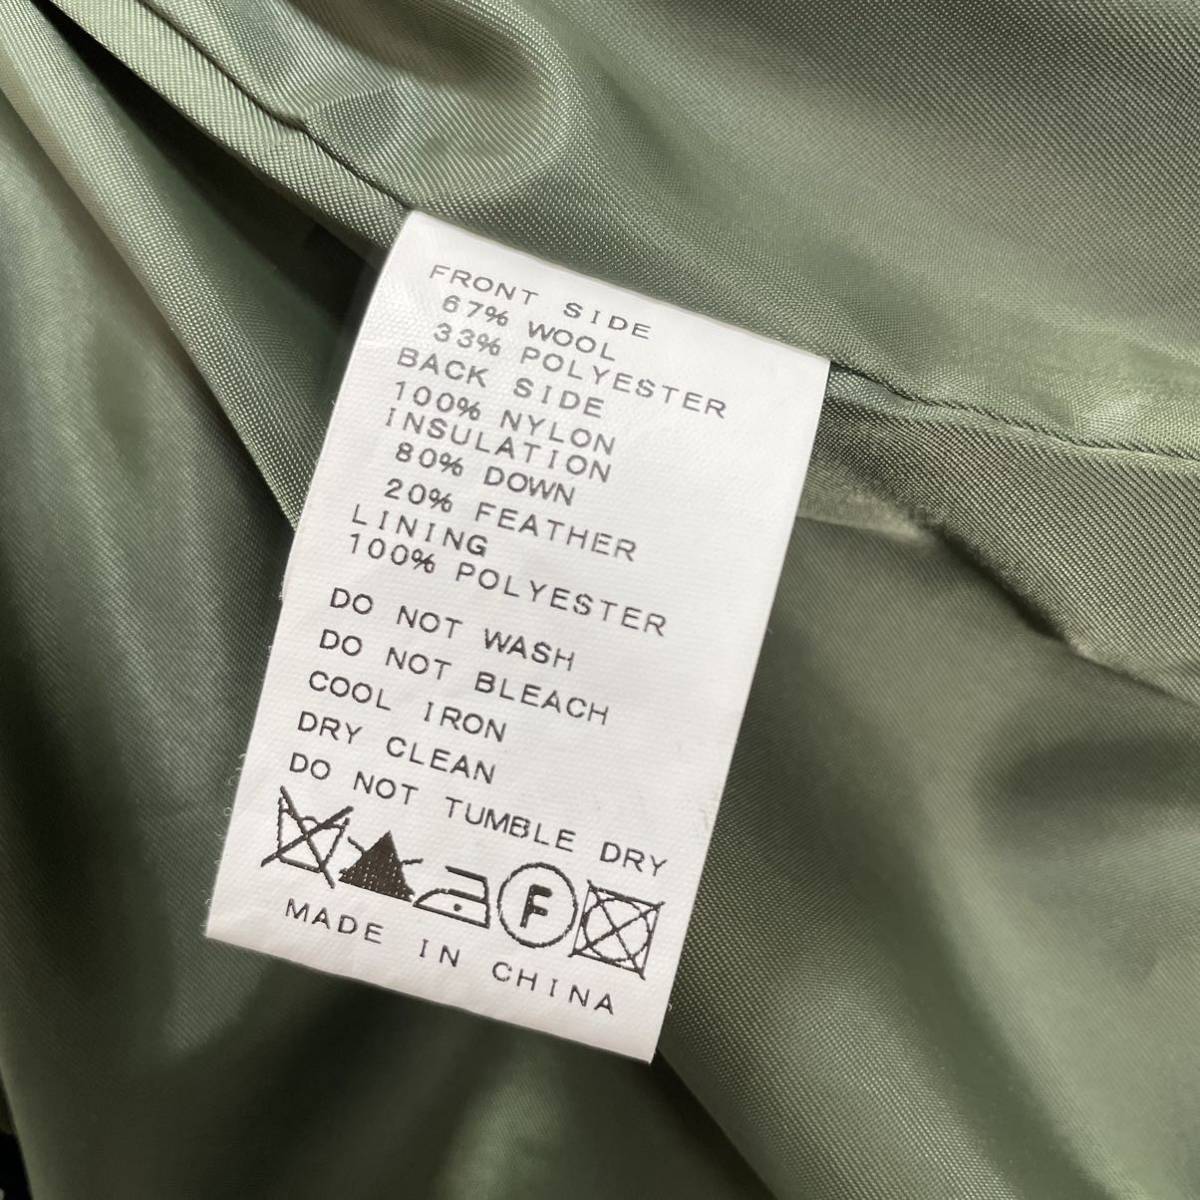 FRONT SIDE
67% WOOL
33% POLYESTER
BACK SIDE
100% NYLON
INSULATION
80% DOWN
20% FEATHER
LINING
100% POLYESTER
DO NOT WASH
DO NOT BLEACH
COOL IRON
DRY CLEAN
DO NOT TUMBLE DRY
F
MADE IN CHINA